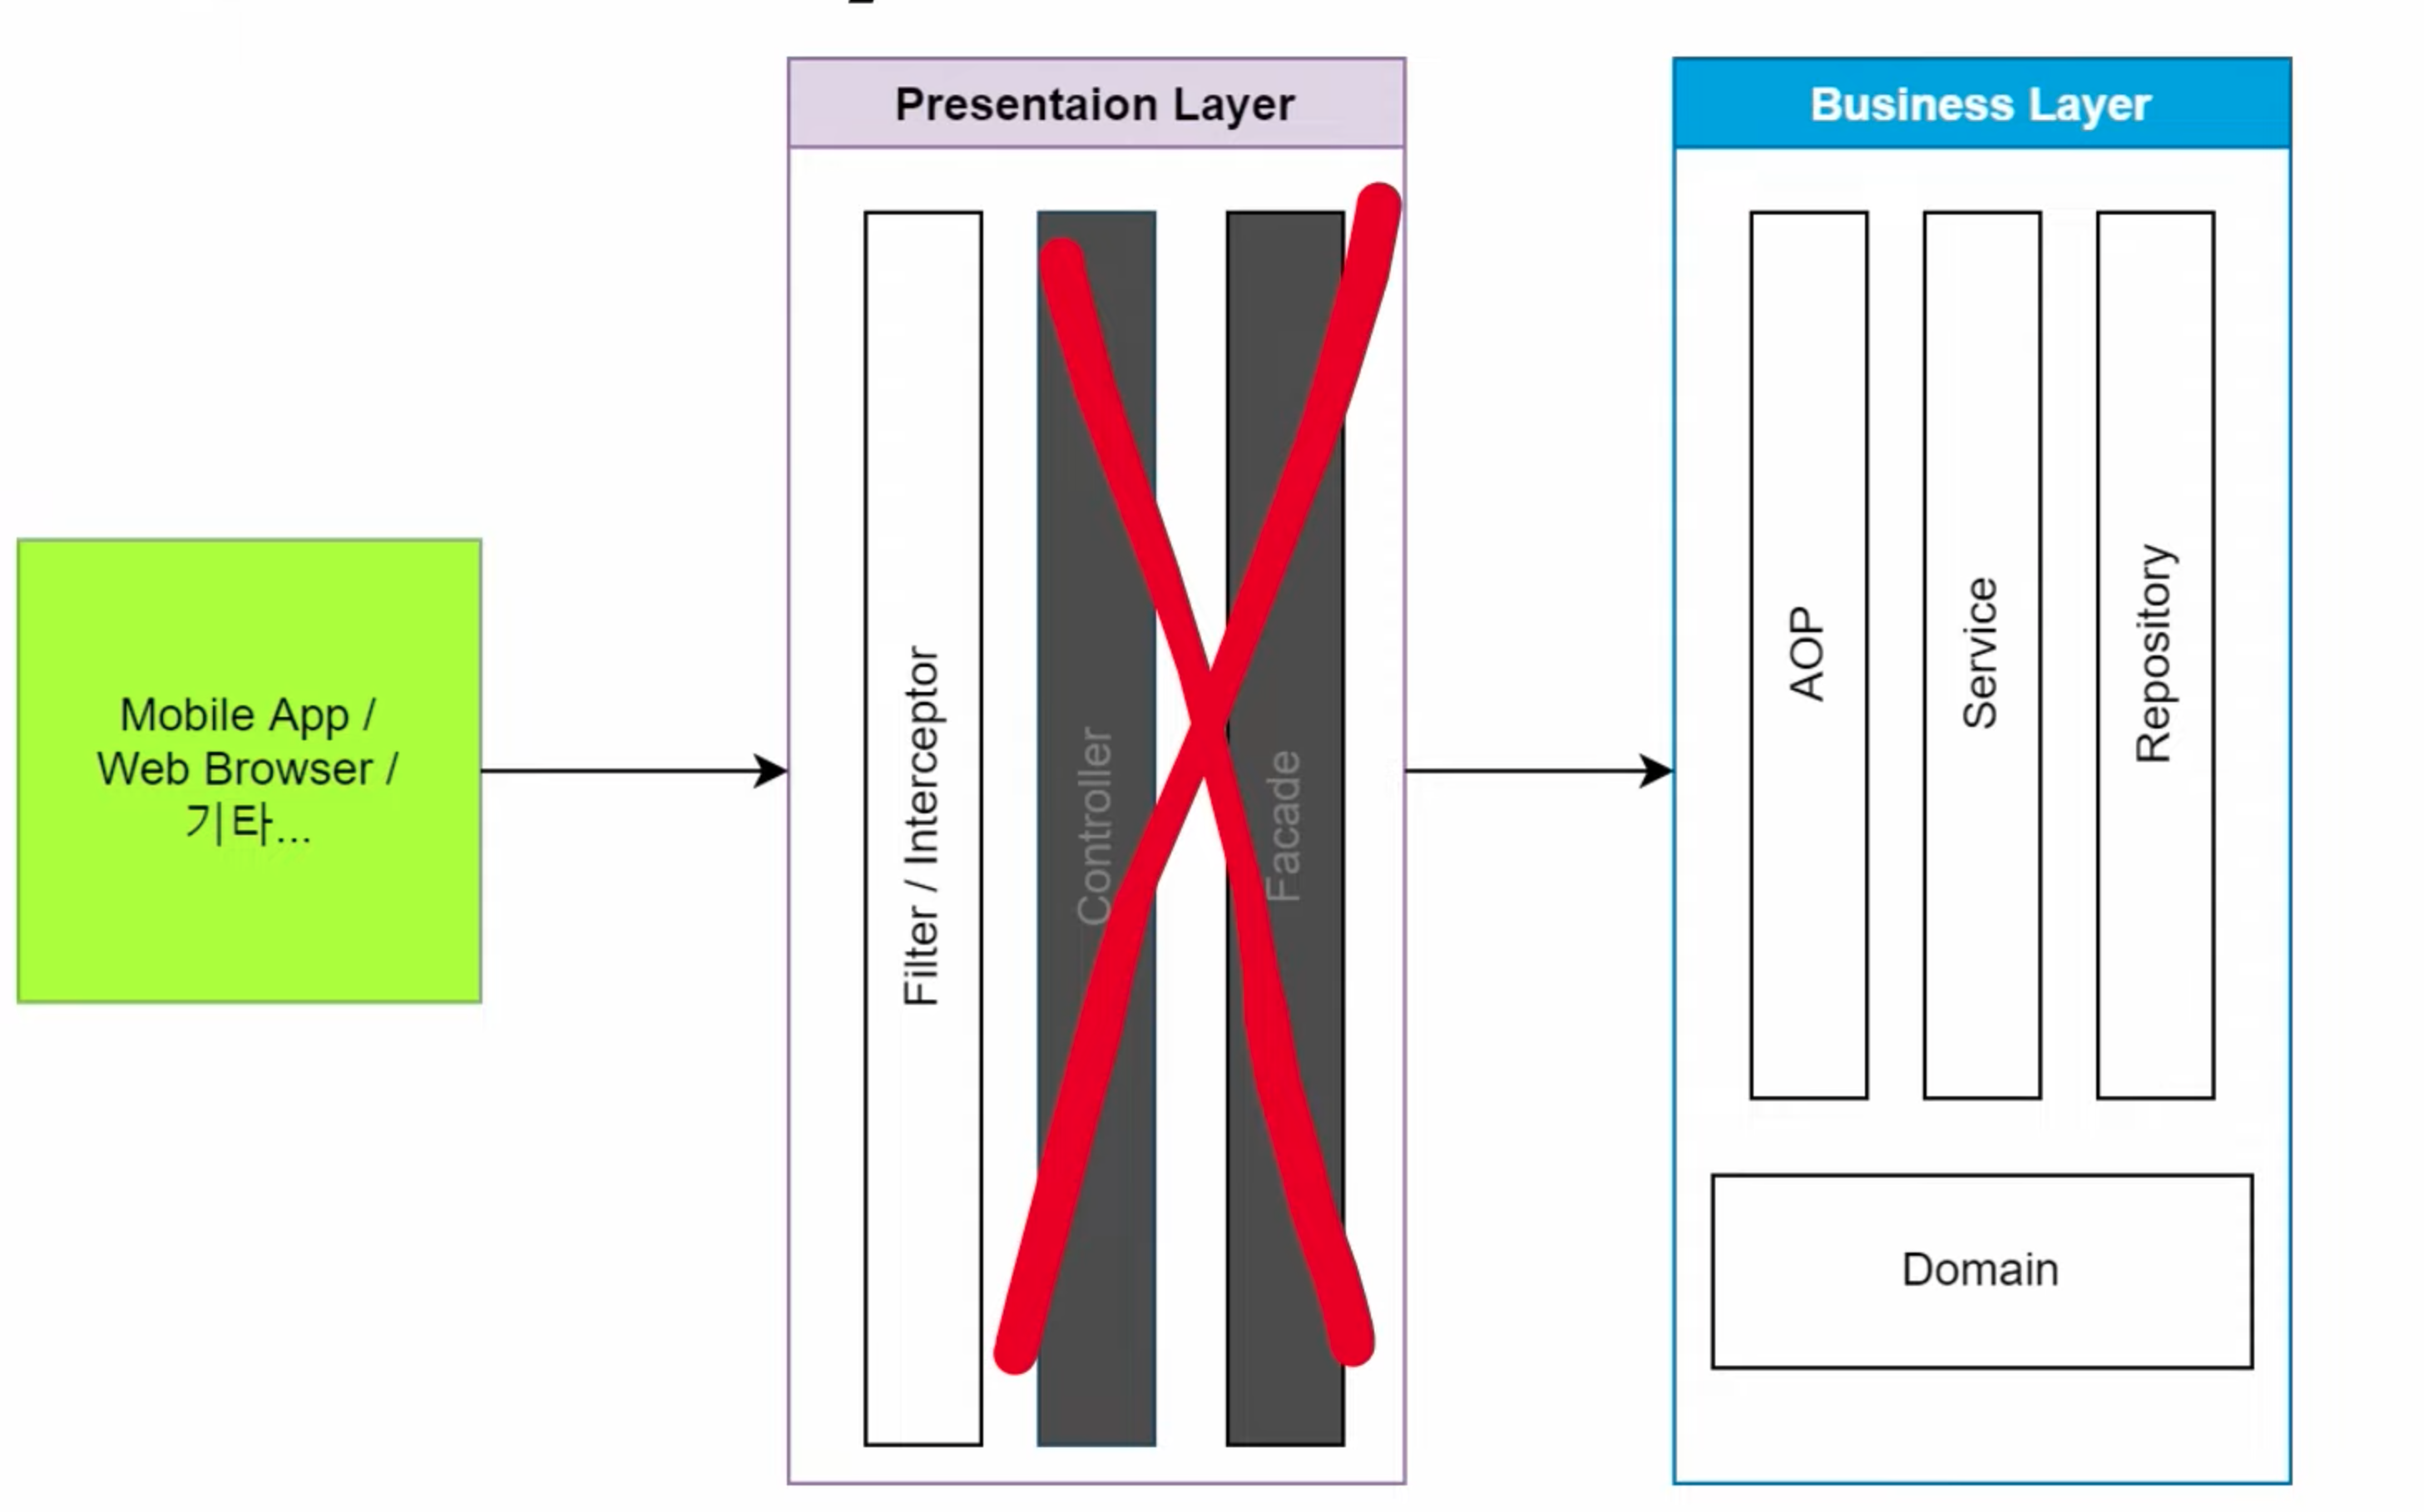 Presentaion Layer
Business Layer
Mobile App /
Web Browser /
기타...
Filter / Interceptor
Controller
Facade
AOP
Service
Repository
Domain